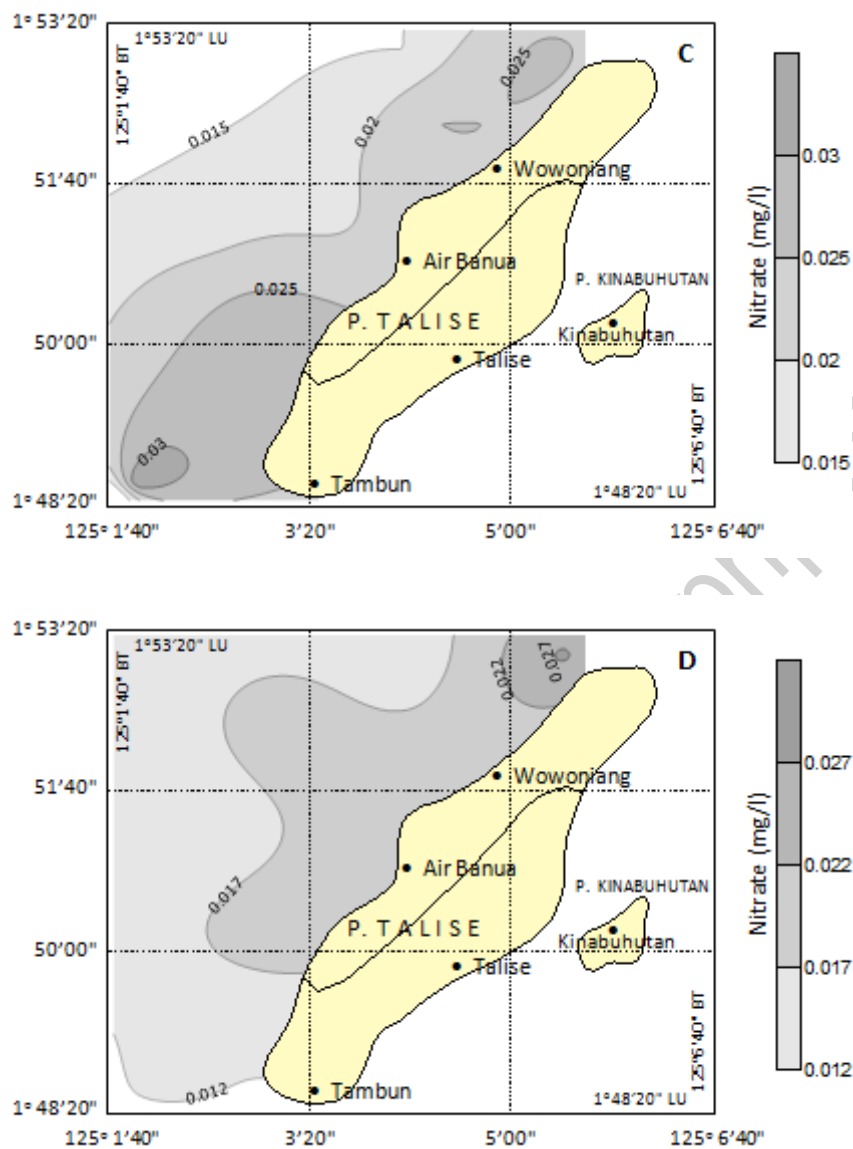 1° 53'20"
1°53'20" LU
125°1'40" BT
C
0.025
0.02
0.015
Wowoniang
51'40"
Air Banua
P. KINABUHUTAN
0.025
P. TALISE
Kinabuhutan
50'00"
Talise
125°6'40" BT
0.03
Tambun
1°48'20" LU
1° 48'20"
125° 1'40"
3'20"
5'00"
125° 6'40"
Nitrate (mg/l)
0.03
0.025
0.02
0.015
1° 53'20"
1°53'20" LU
125°1'40" BT
D
0.022
0.027
Wowoniang
51'40"
Air Banua
P. KINABUHUTAN
0.017
P. TALISE
Kinabuhutan
50'00"
Talise
125°6'40" BT
0.012
Tambun
1°48'20" LU
1° 48'20"
125° 1'40"
3'20"
5'00"
125° 6'40"
Nitrate (mg/l)
0.027
0.022
0.017
0.012